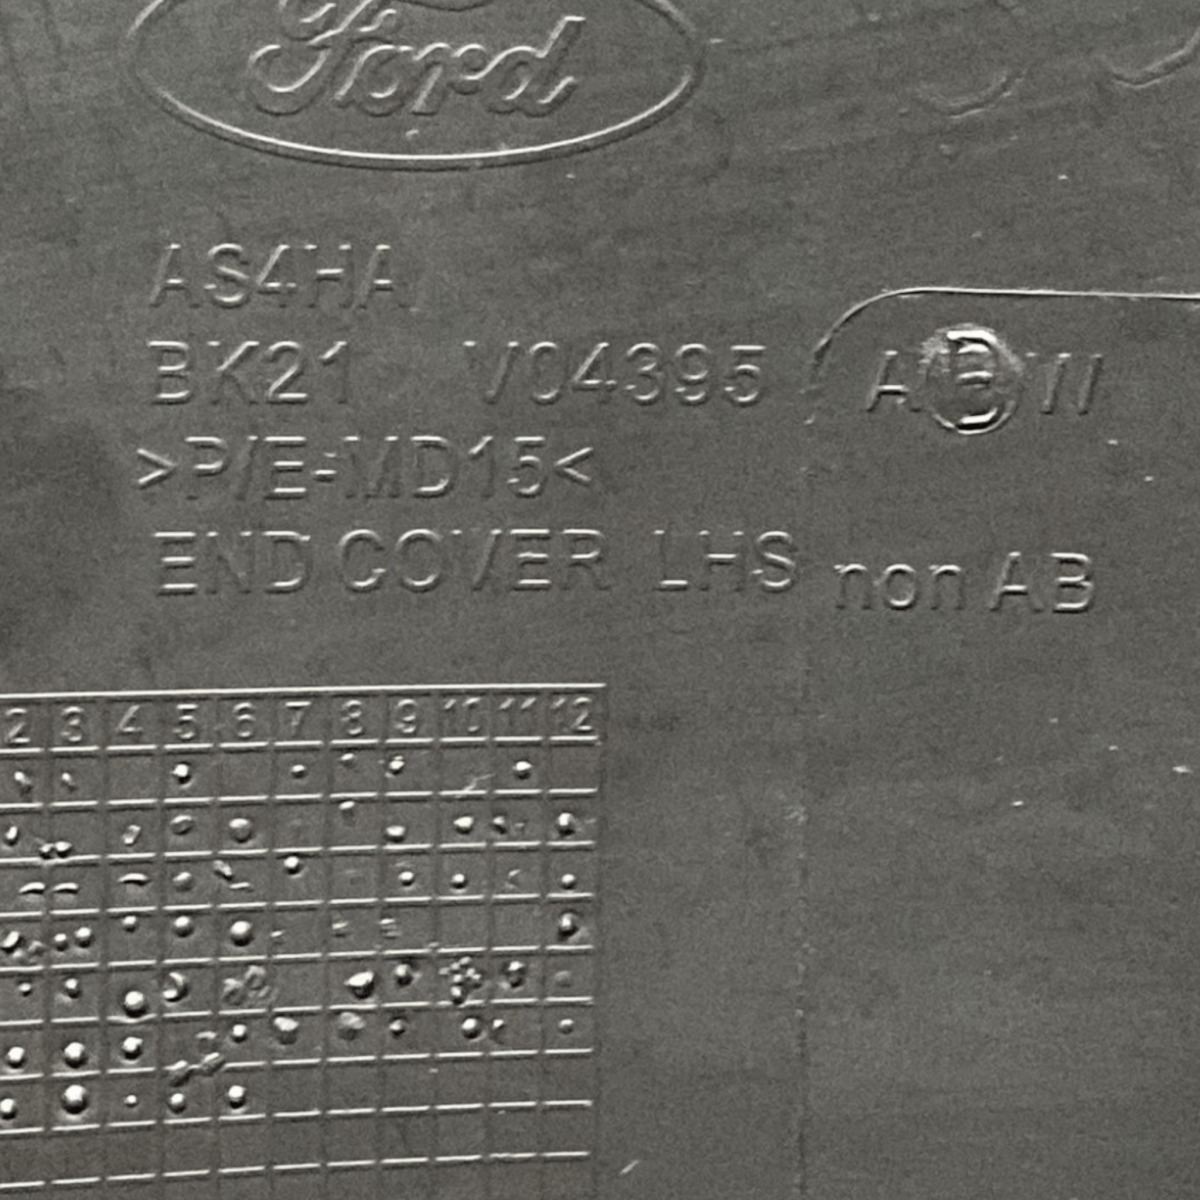 Ford
AS4HA
BK21 V04395
>P/E-MD15<
END COVER LHS non AB
2 3 4 5 6 7 8 9 10 11 12